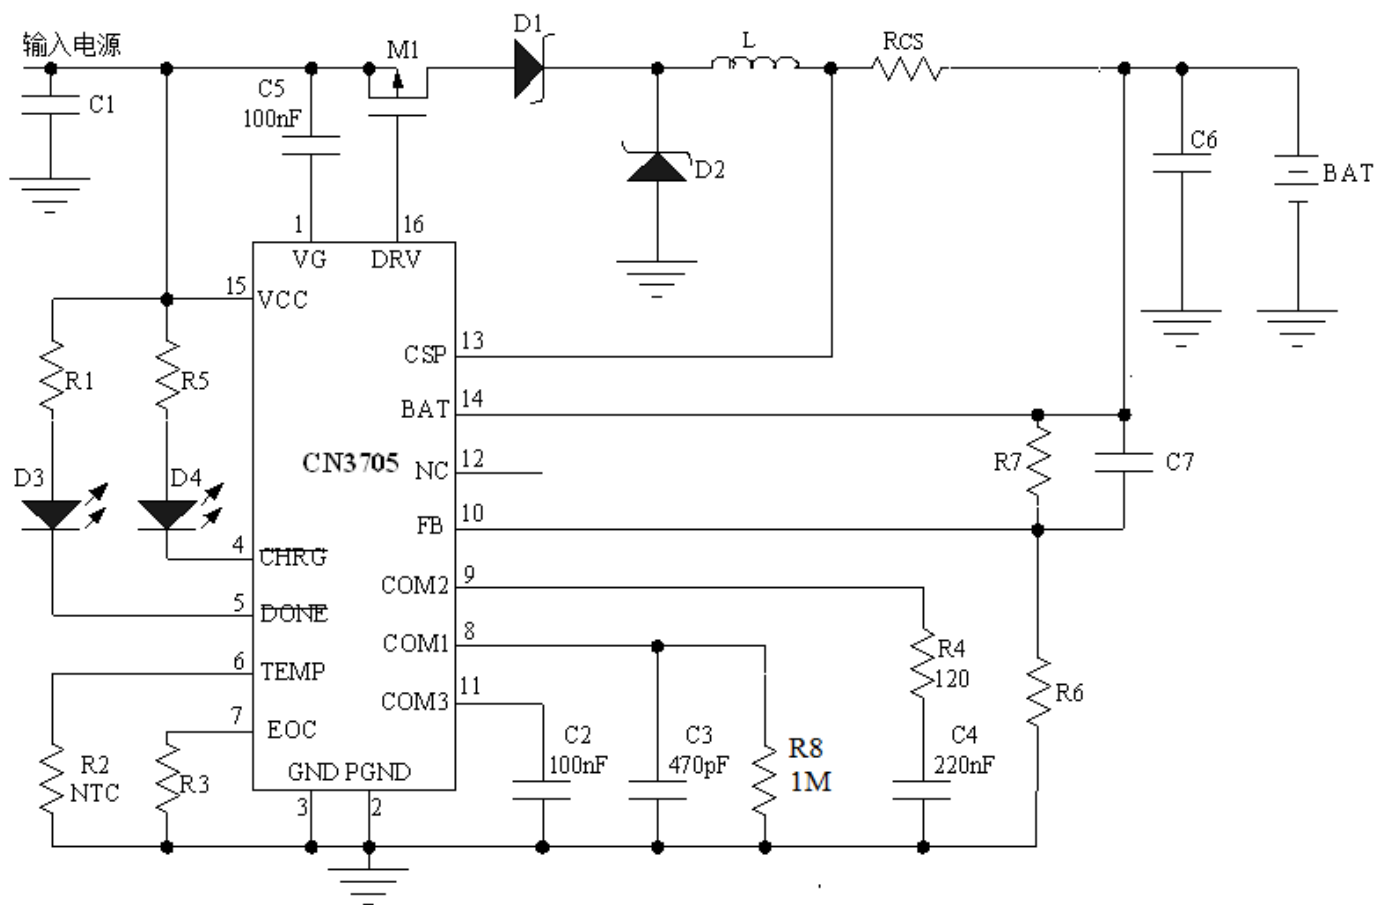 输入电源
C1
C5
100nF
M1
D1
L
RCS
D2
C6
BAT
1
16
VG
DRV
15
VCC
R1
R5
13
CSP
14
BAT
D3
D4
CN3705
12
NC
R7
C7
10
FB
4
CHRG
9
COM2
5
DONE
8
COM1
R4
120
6
TEMP
11
COM3
R6
7
EOC
R2
NTC
R3
GND PGND
3
2
C2
100nF
C3
470pF
R8
1M
C4
220nF